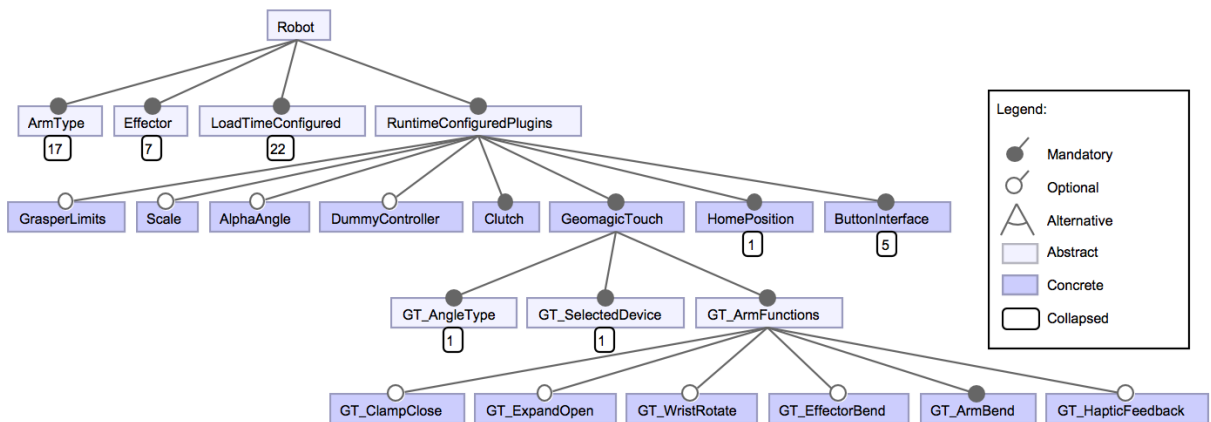 Robot
ArmType
Effector
LoadTimeConfigured
RuntimeConfiguredPlugins
17
7
22
GrasperLimits
Scale
AlphaAngle
DummyController
Clutch
GeomagicTouch
HomePosition
ButtonInterface
1
5
GT_AngleType
GT_SelectedDevice
GT_ArmFunctions
1
1
GT_ClampClose
GT_ExpandOpen
GT_WristRotate
GT_EffectorBend
GT_ArmBend
GT_HapticFeedback
Legend:
Mandatory
Optional
Alternative
Abstract
Concrete
Collapsed